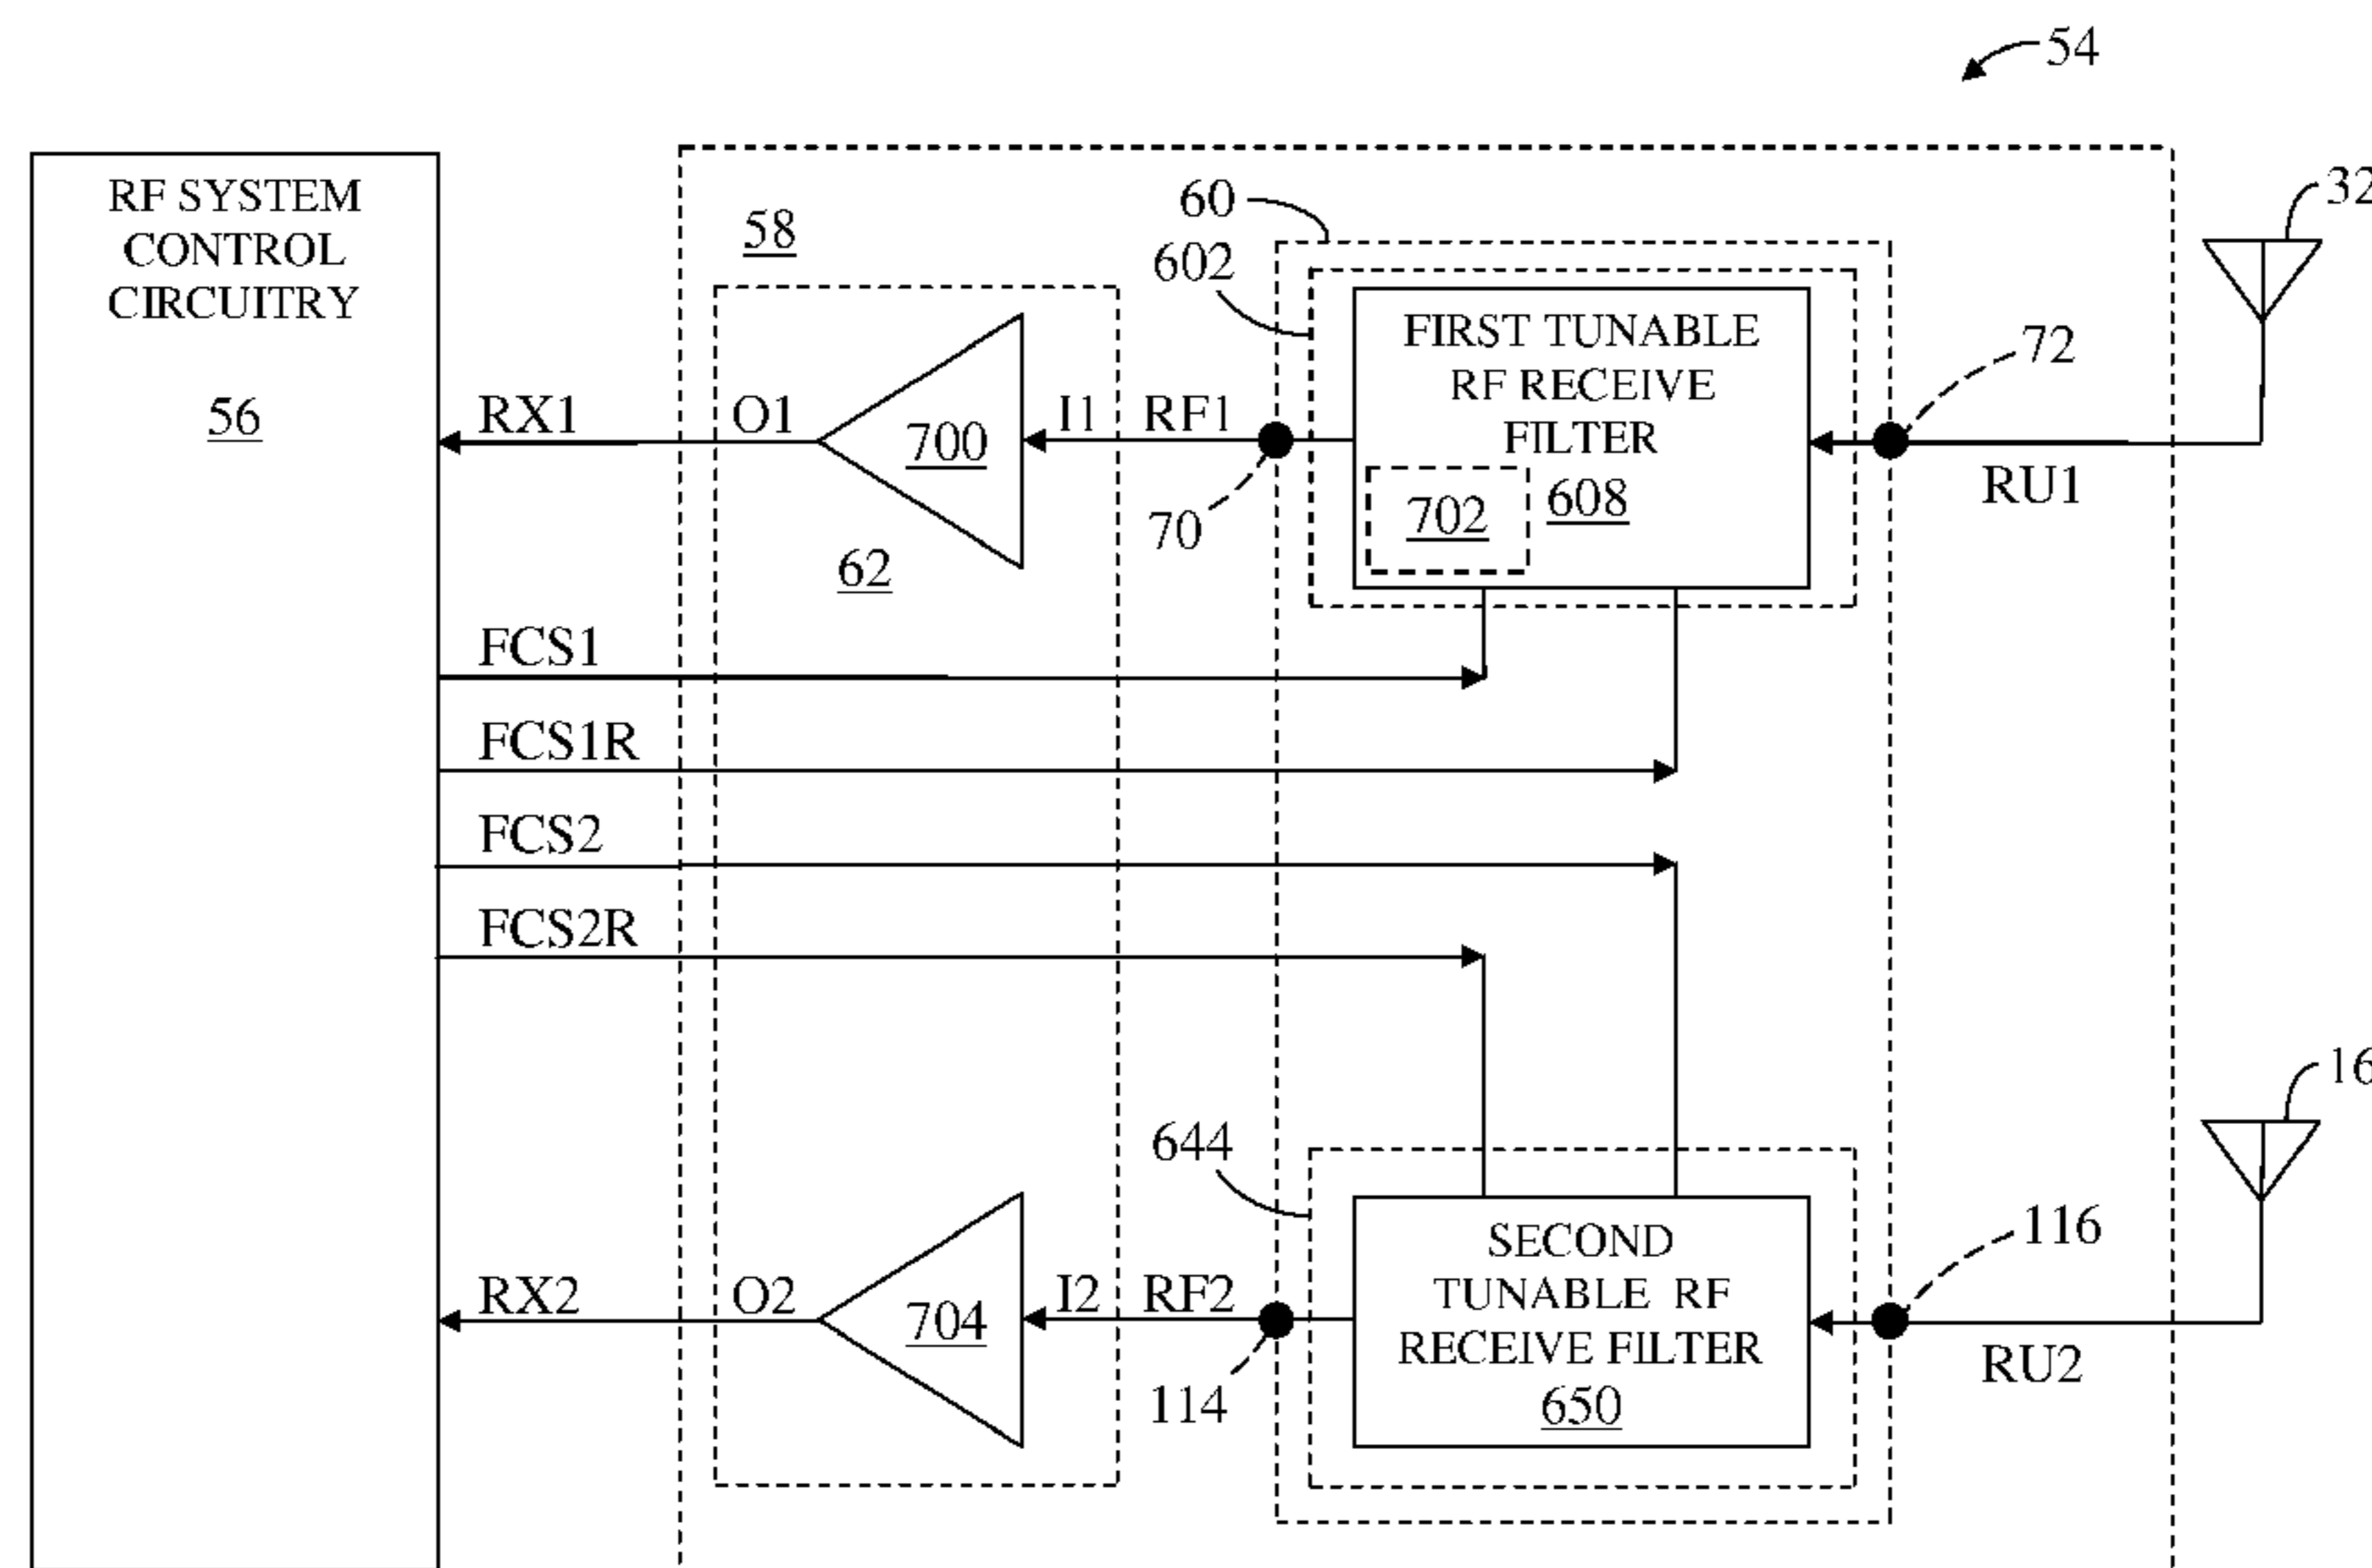 54
RF SYSTEM
CONTROL
CIRCUITRY
56
58
60
602
32
FIRST TUNABLE
RF RECEIVE
FILTER
608
702
72
RX1
O1
700
I1
RF1
70
RU1
62
FCS1
FCS1R
FCS2
FCS2R
16
644
SECOND
TUNABLE RF
RECEIVE FILTER
650
116
RX2
O2
704
I2
RF2
114
RU2